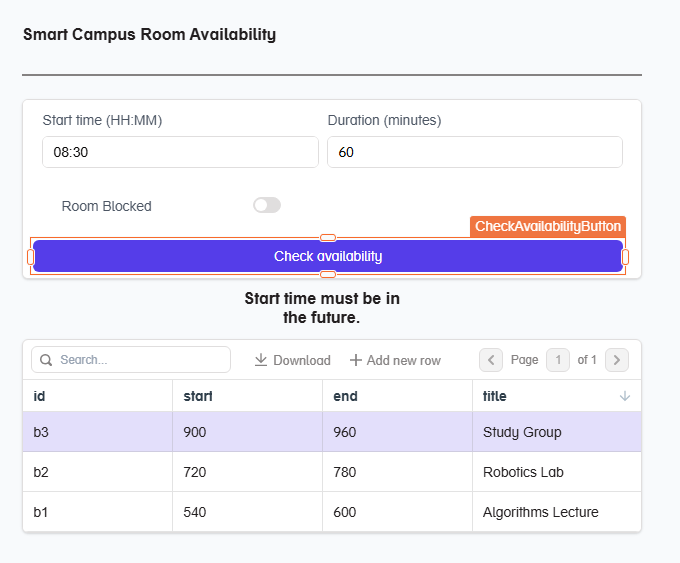 Smart Campus Room Availability
Start time (HH:MM) Duration (minutes)
08:30 60
Room Blocked
CheckAvailabilityButton
Check availability
Start time must be in
the future.
Search... Download Add new row Page 1 of 1
id start end title
b3 900 960 Study Group
b2 720 780 Robotics Lab
b1 540 600 Algorithms Lecture